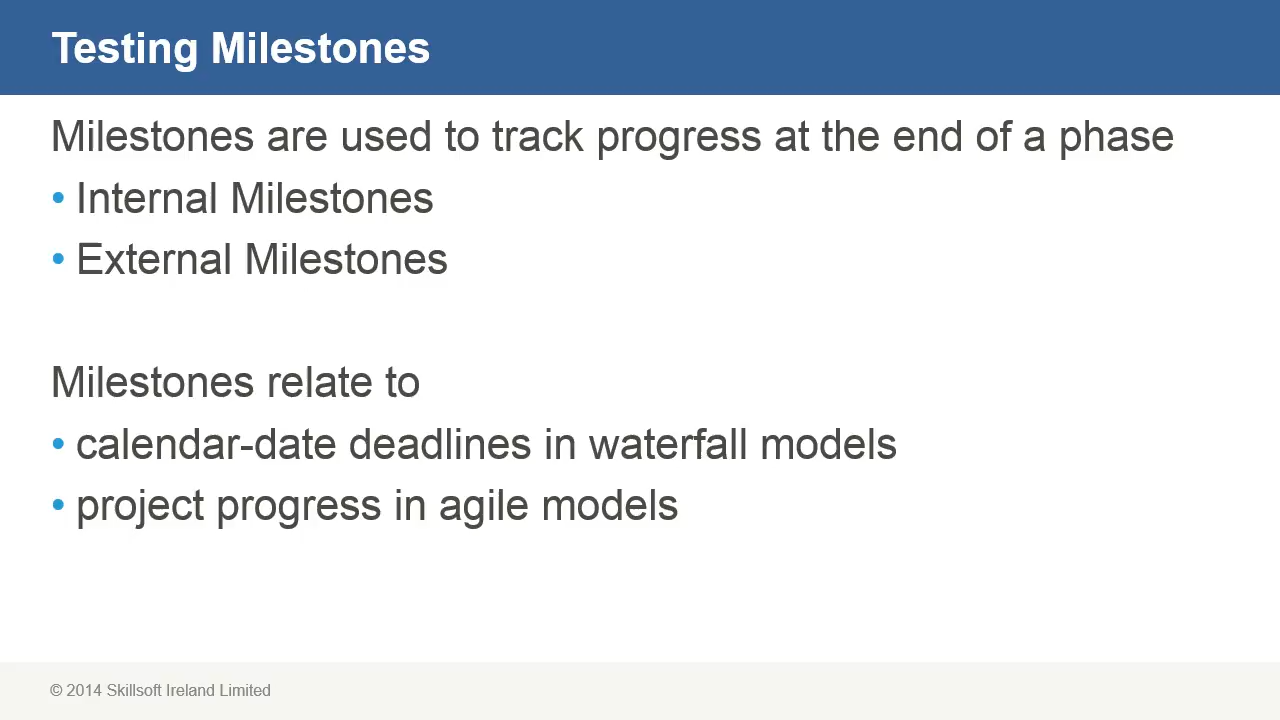 Testing Milestones
Milestones are used to track progress at the end of a phase
• Internal Milestones
• External Milestones
Milestones relate to
• calendar-date deadlines in waterfall models
• project progress in agile models
© 2014 Skillsoft Ireland Limited